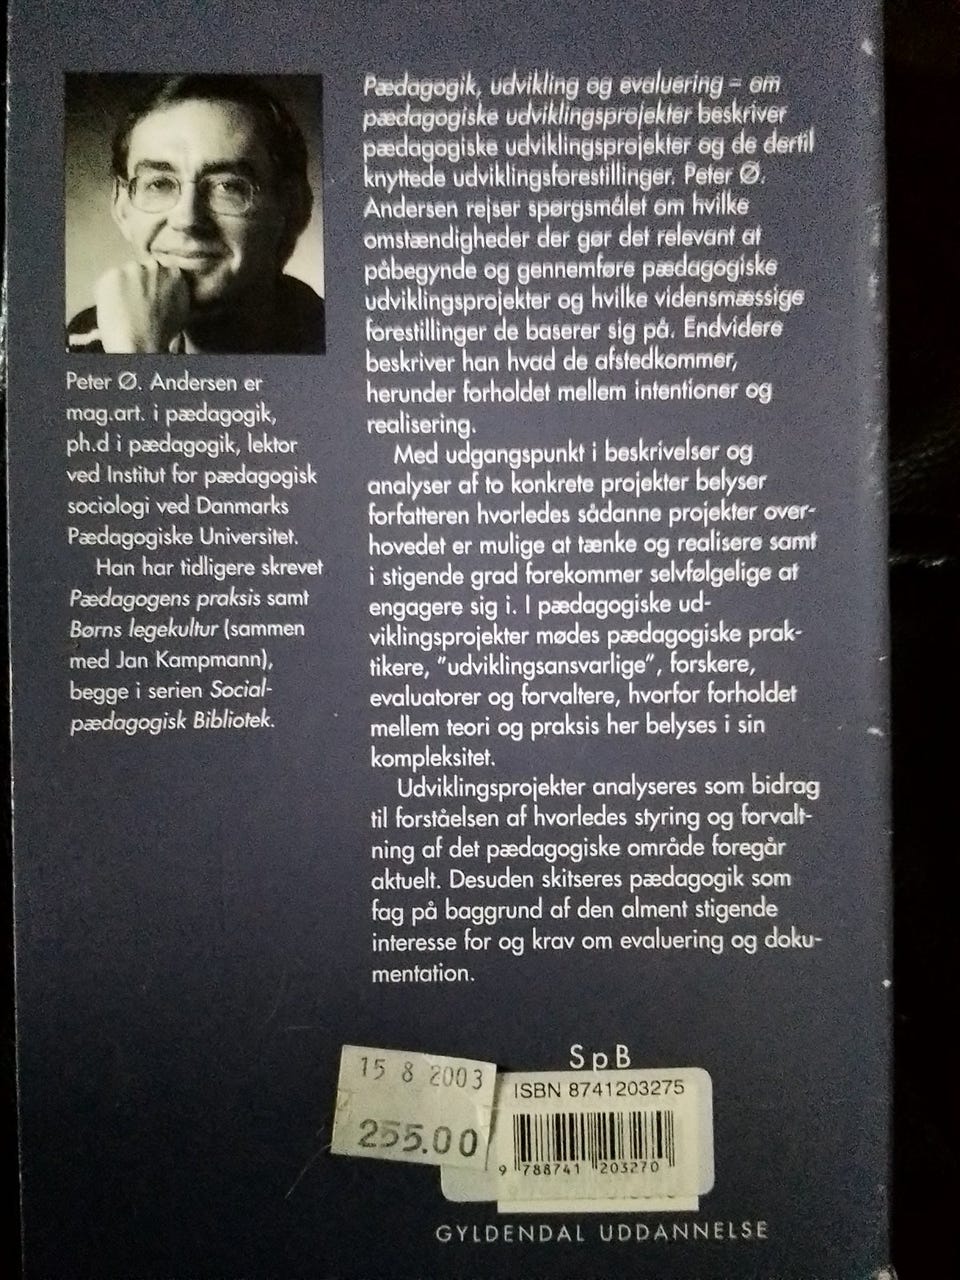 Peter Ø. Andersen er
mag.art. i pædagogik,
ph.d i pædagogik, lektor
ved Institut for pædagogisk
sociologi ved Danmarks
Pædagogiske Universitet.
Han har tidligere skrevet
Pædagogens praksis samt
Børns legekultur (sammen
med Jan Kampmann),
begge i serien Social-
pædagogisk Bibliotek.
Pædagogik, udvikling og evaluering – om
pædagogiske udviklingsprojekter beskriver
pædagogiske udviklingsprojekter og de dertil
knyttede udviklingsforestillinger. Peter Ø.
Andersen rejser spørgsmålet om hvilke
omstændigheder der gør det relevant at
påbegynde og gennemføre pædagogiske
udviklingsprojekter og hvilke vidensmæssige
forestillinger de baserer sig på. Endvidere
beskriver han hvad de afstedkommer,
herunder forholdet mellem intentioner og
realisering.
Med udgangspunkt i beskrivelser og
analyser af to konkrete projekter belyser
forfatteren hvorledes sådanne projekter over-
hovedet er mulige at tænke og realisere samt
i stigende grad forekommer selvfølgelige at
engagere sig i. I pædagogiske ud-
viklingsprojekter mødes pædagogiske prak-
tikere, "udviklingsansvarlige", forskere,
evaluatorer og forvaltere, hvorfor forholdet
mellem teori og praksis her belyses i sin
kompleksitet.
Udviklingsprojekter analyseres som bidrag
til forståelsen af hvorledes styring og forvalt-
ning af det pædagogiske område foregår
aktuelt. Desuden skitseres pædagogik som
fag på baggrund af den alment stigende
interesse for og krav om evaluering og doku-
mentation.
SpB
15 8 2003
255.00
ISBN 8741203275
9 788741 203270
GYLDENDAL UDDANNELSE